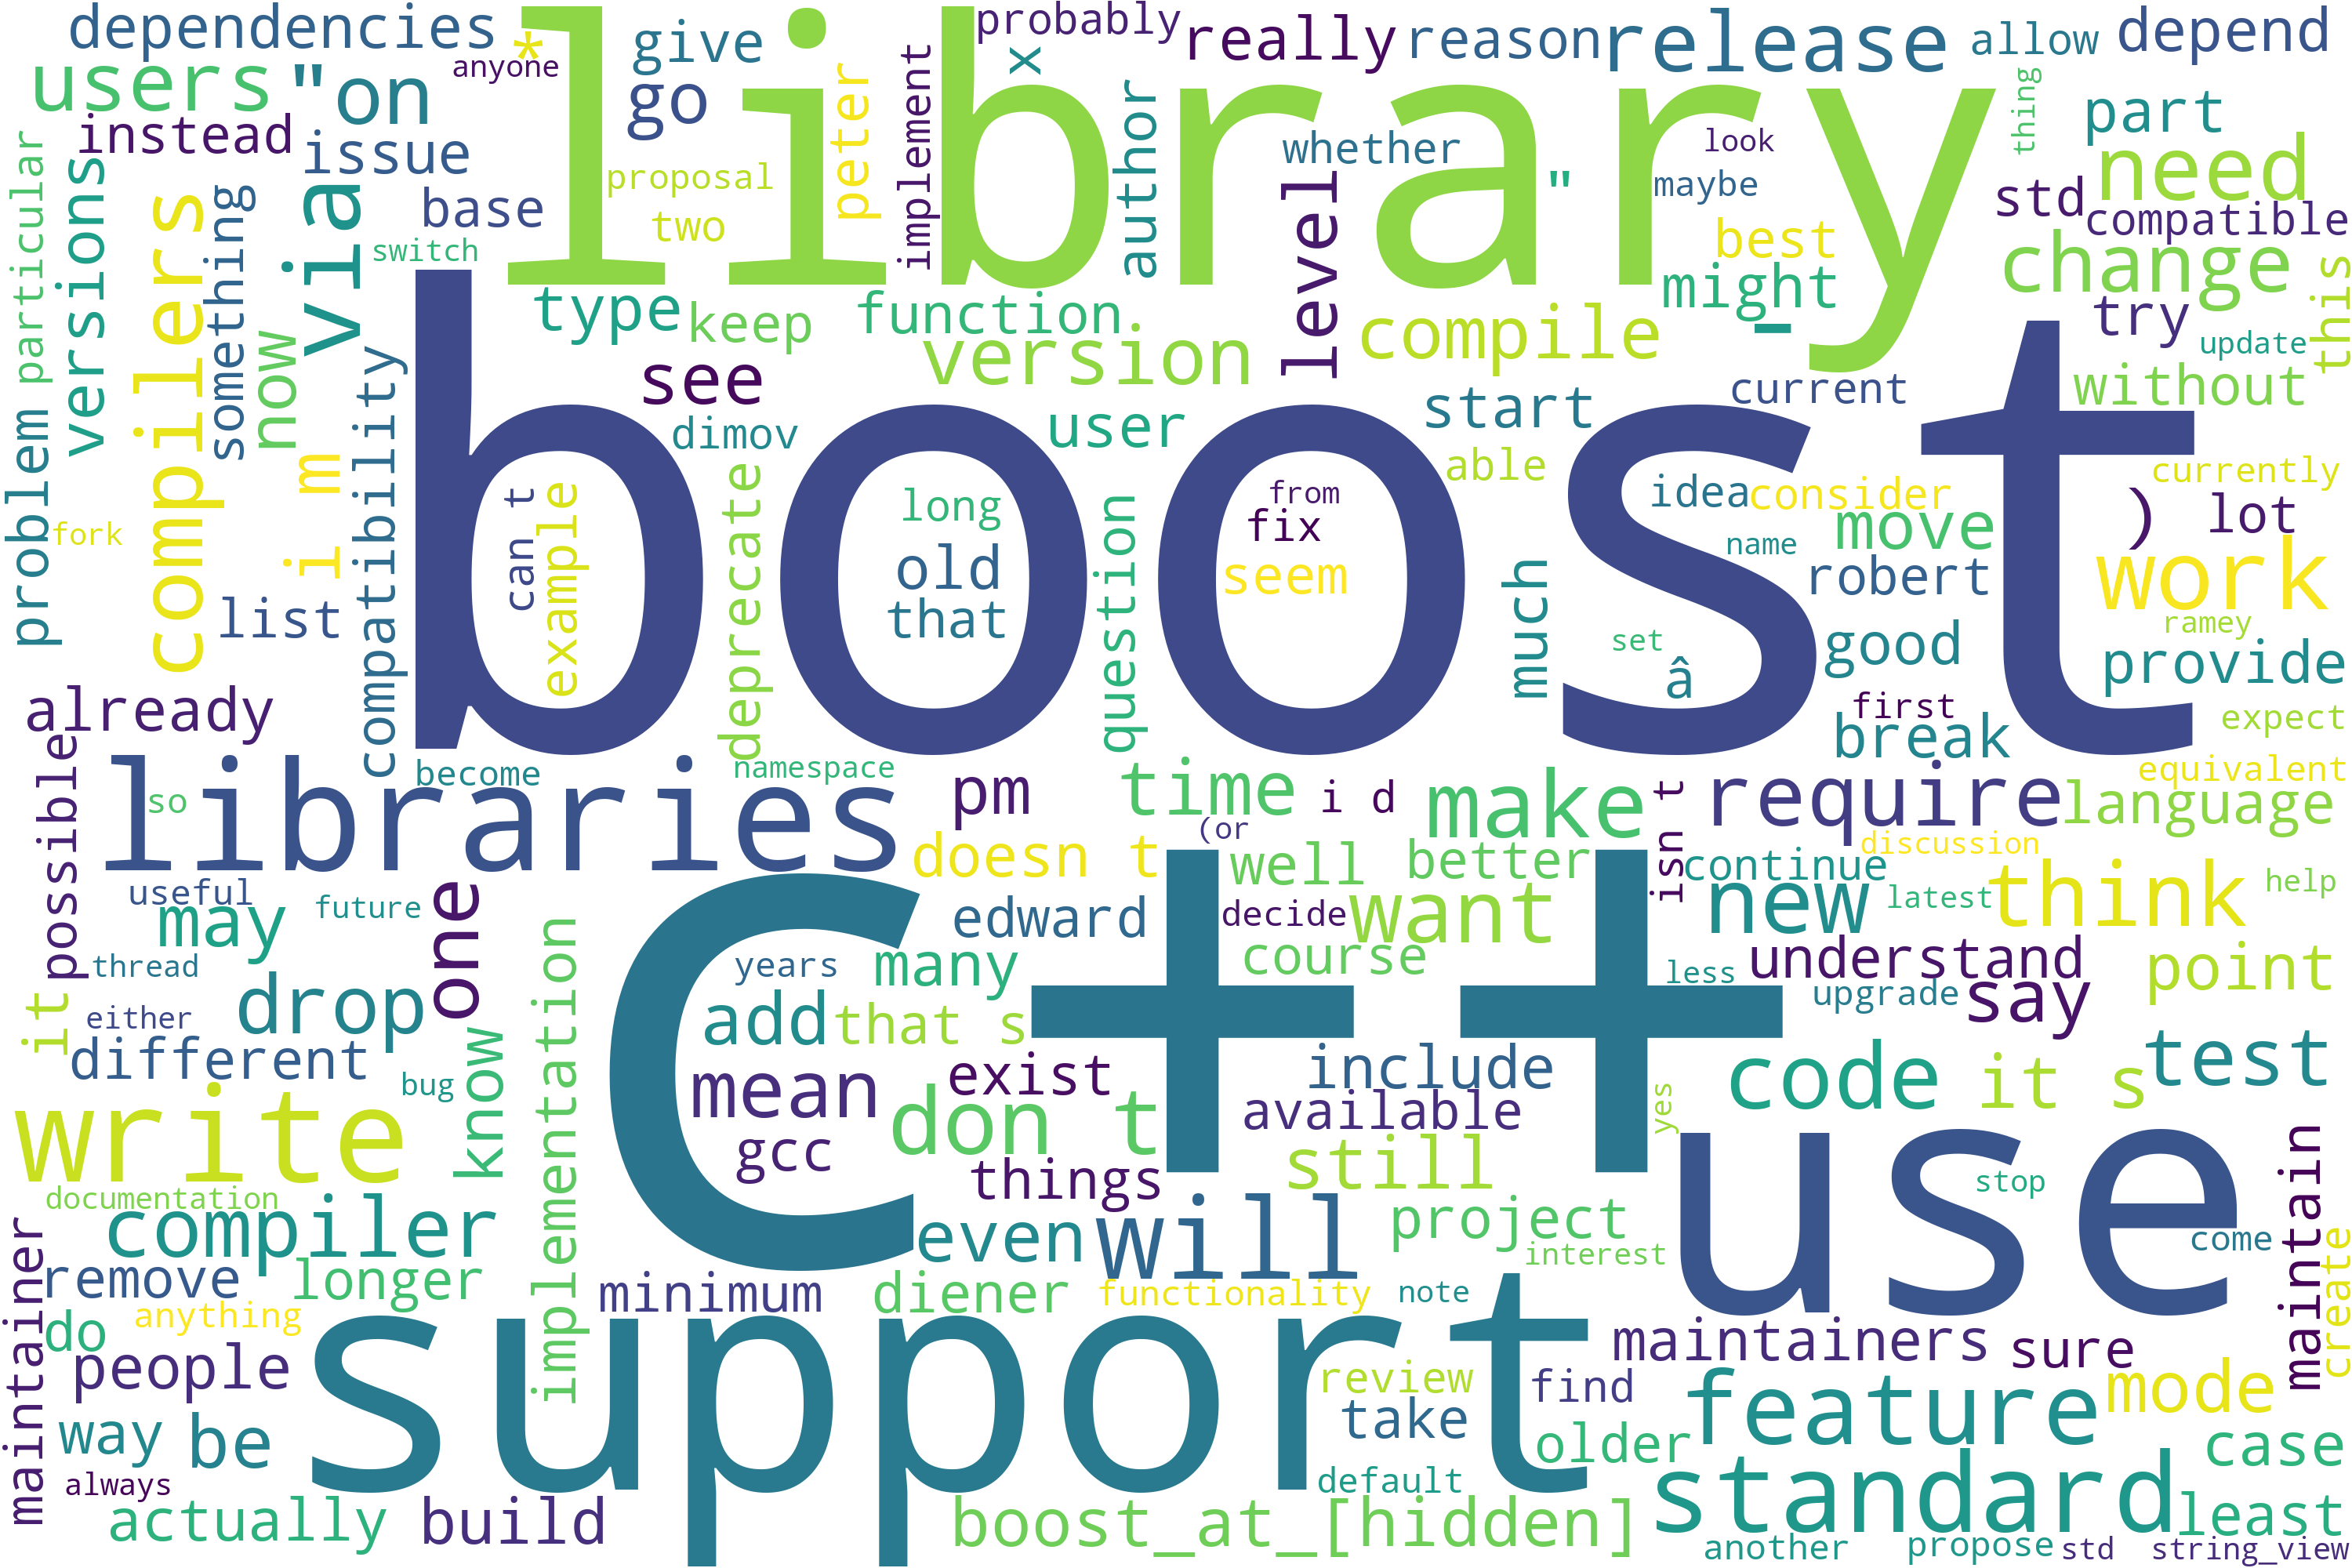 dependencies
users
"on
*
anyone
library
give
go
peter
implement
probably
x
author
really
reason
release
allow
depend
instead
issue
base
switch
proposal
two
whether
level
"
look
maybe
best
might
thing
part
need
std
compatible
change
this
particular
versions
compilers
something
now
via
i m
compatibility
type
keep
function
version
compile
-
try
update
without
see
dimov
user
start
current
boost
problem
fork
list
can t
example
deprecate
long
old
that
question
from
fix
seem
able
much
idea
consider
name
move
robert
set
â
good
currently
)
lot
work
ramey
provide
already
first
break
expect
possible
so
libraries
become
namespace
pm
time
i d
make
isn t
require
equivalent
language
discussion
(or
doesn t
well
better
continue
useful
may
future
one
edward
decide
want
new
latest
think
help
thread
it
drop
either
different
implementation
years
many
course
less
understand
upgrade
say
point
C++
add
that s
know
bug
mean
exist
include
code
it s
test
write
gcc
don t
available
yes
use
things
still
stop
documentation
compiler
even
will
project
interest
come
maintain
create
maintainer
remove
longer
minimum
diener
functionality
note
do
anything
support
people
maintainers
sure
review
find
feature
mode
way
be
take
older
case
always
default
standard
actually
build
boost_at_[hidden]
least
another
propose
std string_view